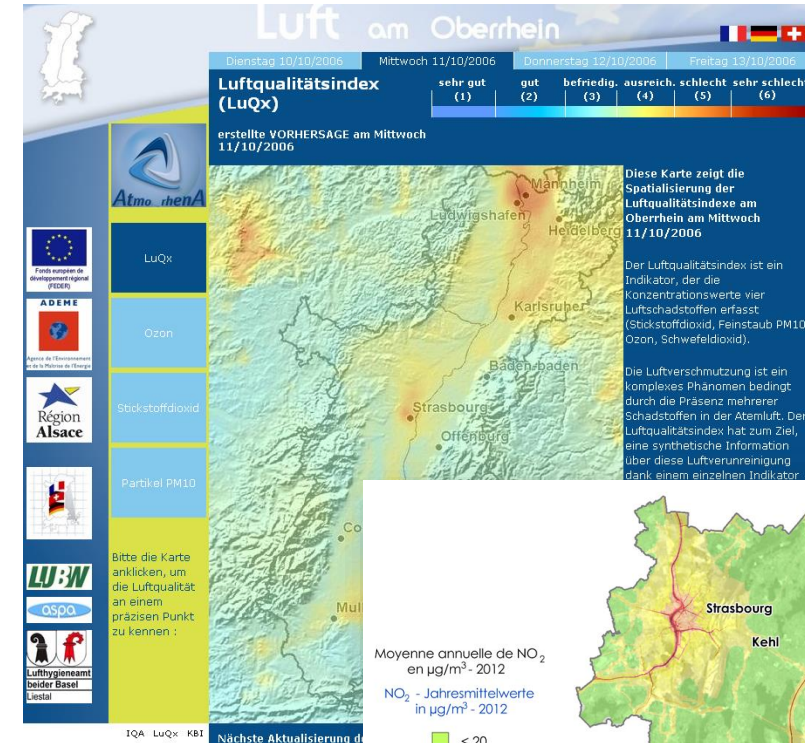 Luft am Oberrhein
Dienstag 10/10/2006
Mittwoch 11/10/2006
Donnerstag 12/10/2006
Freitag 13/10/2006
Luftqualitätsindex
(LuQx)
sehr gut
(1)
gut
(2)
befriedig.
(3)
ausreich.
(4)
schlecht
(5)
sehr schlecht
(6)
erstellte VORHERSAGE am Mittwoch
11/10/2006
Atmo rhenA
LuQx
Ozon
Stickstoffdioxid
Partikel PM10
Bitte die Karte
anklicken, um
die Luftqualität
an einem
präzisen Punkt
zu kennen :
Fonds européen de
développement régional
(FEDER)
ADEME
Agence de l'Environnement
et de la Maîtrise de l'Energie
Région
Alsace
LUBW
aspa
Lufthygieneamt
beider Basel
Liestal
IQA LuQx KBI
Mannheim
Ludwigshafen
Heidelberg
Karlsruhe
Baden-baden
Strasbourg
Offenburg
Co
Mul
Diese Karte zeigt die
Spatialisierung der
Luftqualitätsindexe am
Oberrhein am Mittwoch
11/10/2006
Der Luftqualitätsindex ist ein
Indikator, der die
Konzentrationswerte vier
Luftschadstoffen erfasst
(Stickstoffdioxid, Feinstaub PM10
Ozon, Schwefeldioxid).
Die Luftverschmutzung ist ein
komplexes Phänomen bedingt
durch die Präsenz mehrerer
Schadstoffen in der Atemluft. Der
Luftqualitätsindex hat zum Ziel,
eine synthetische Information
über diese Luftverunreinigung
dank einem einzelnen Indikator
Nächste Aktualisierung d
Strasbourg
Kehl
Moyenne annuelle de NO2
en µg/m³ - 2012
NO2 - Jahresmittelwerte
in µg/m³ - 2012
< 20